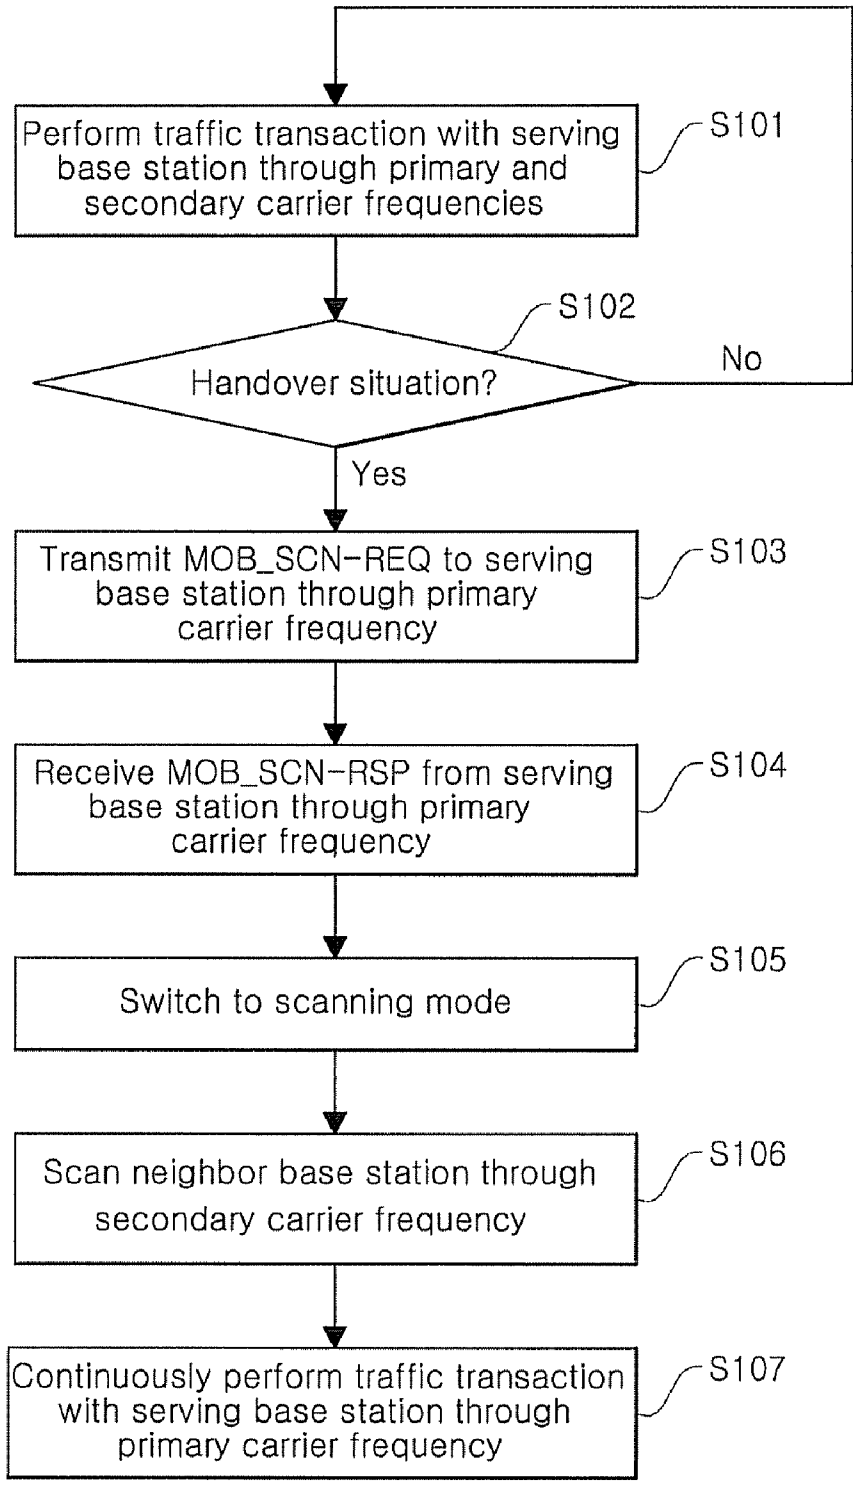 Perform traffic transaction with serving
base station through primary and
secondary carrier frequencies
S101
Handover situation?
S102
No
Yes
Transmit MOB_SCN-REQ to serving
base station through primary
carrier frequency
S103
Receive MOB_SCN-RSP from serving
base station through primary
carrier frequency
S104
Switch to scanning mode
S105
Scan neighbor base station through
secondary carrier frequency
S106
Continuously perform traffic transaction
with serving base station through
primary carrier frequency
S107